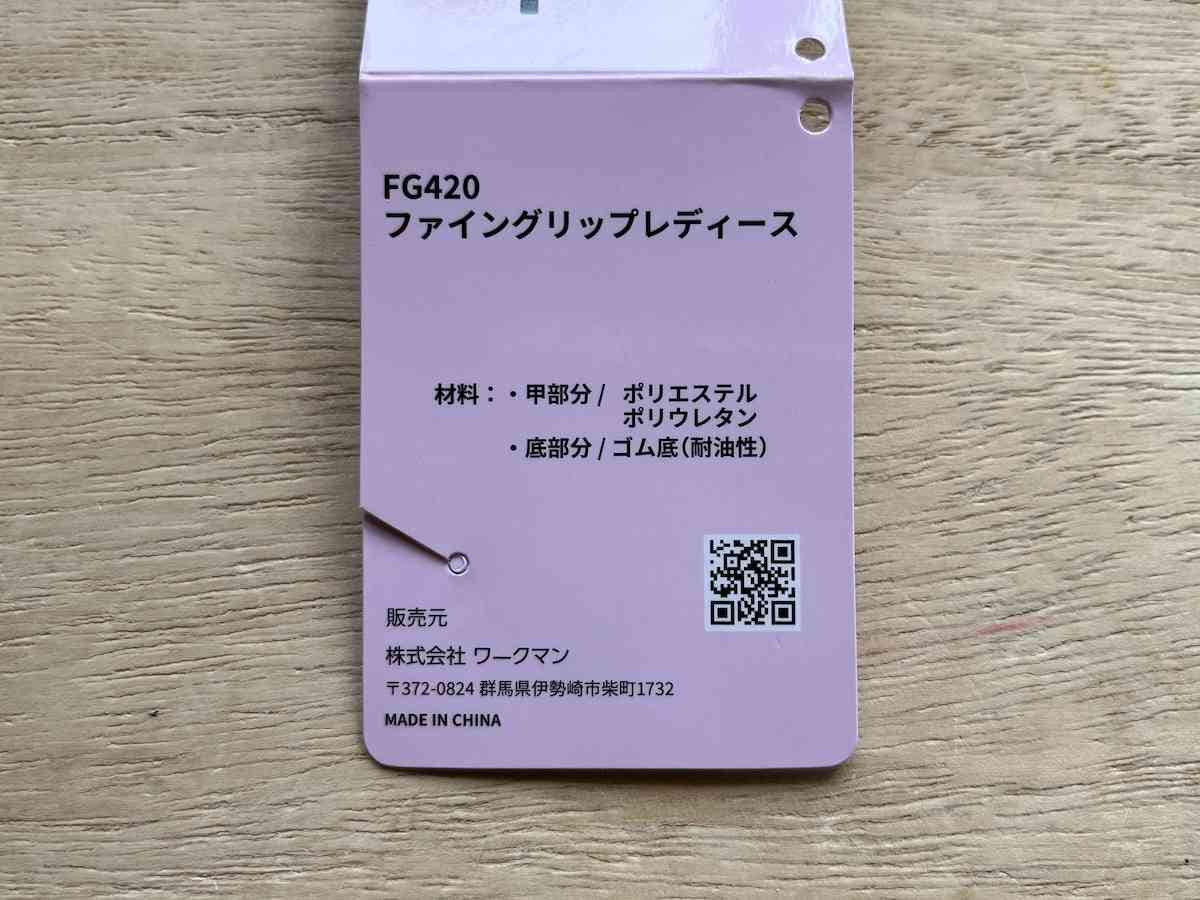 FG420
ファイングリップレディース
材料：・甲部分 / ポリエステル
ポリウレタン
・底部分 / ゴム底（耐油性）
販売元
株式会社 ワークマン
〒372-0824 群馬県伊勢崎市柴町1732
MADE IN CHINA